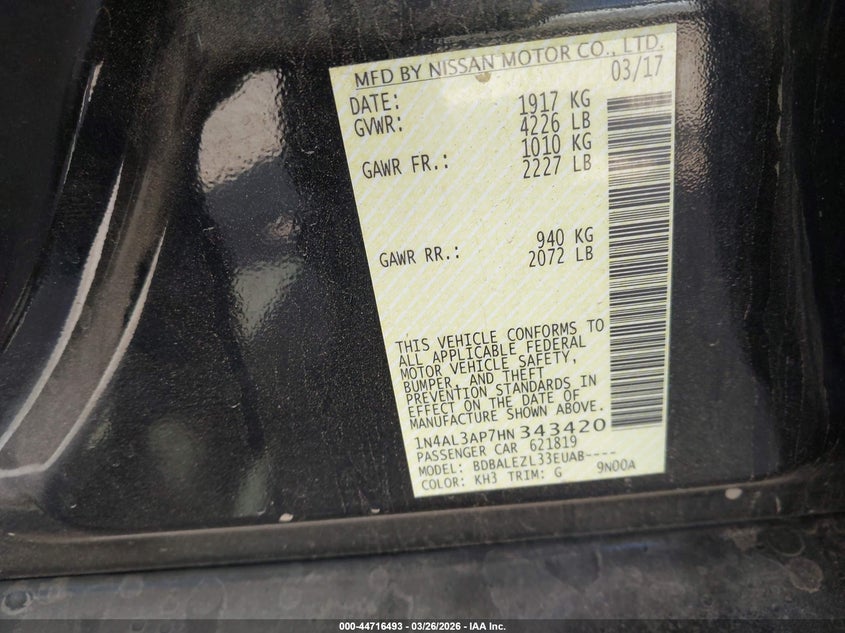 MFD BY NISSAN MOTOR CO., LTD.
03/17
DATE: 1917 KG
GVWR: 4226 LB
1010 KG
GAWR FR.: 2227 LB
940 KG
GAWR RR.: 2072 LB
THIS VEHICLE CONFORMS TO
ALL APPLICABLE FEDERAL
MOTOR VEHICLE SAFETY,
BUMPER, AND THEFT
PREVENTION STANDARDS IN
EFFECT ON THE DATE OF
MANUFACTURE SHOWN ABOVE.
1N4AL3AP7HN343420
PASSENGER CAR 621819
MODEL: BDBALEZL33EUAB----
COLOR: KH3 TRIM: G 9N00A
000-44716493 - 03/26/2026 - IAA Inc.